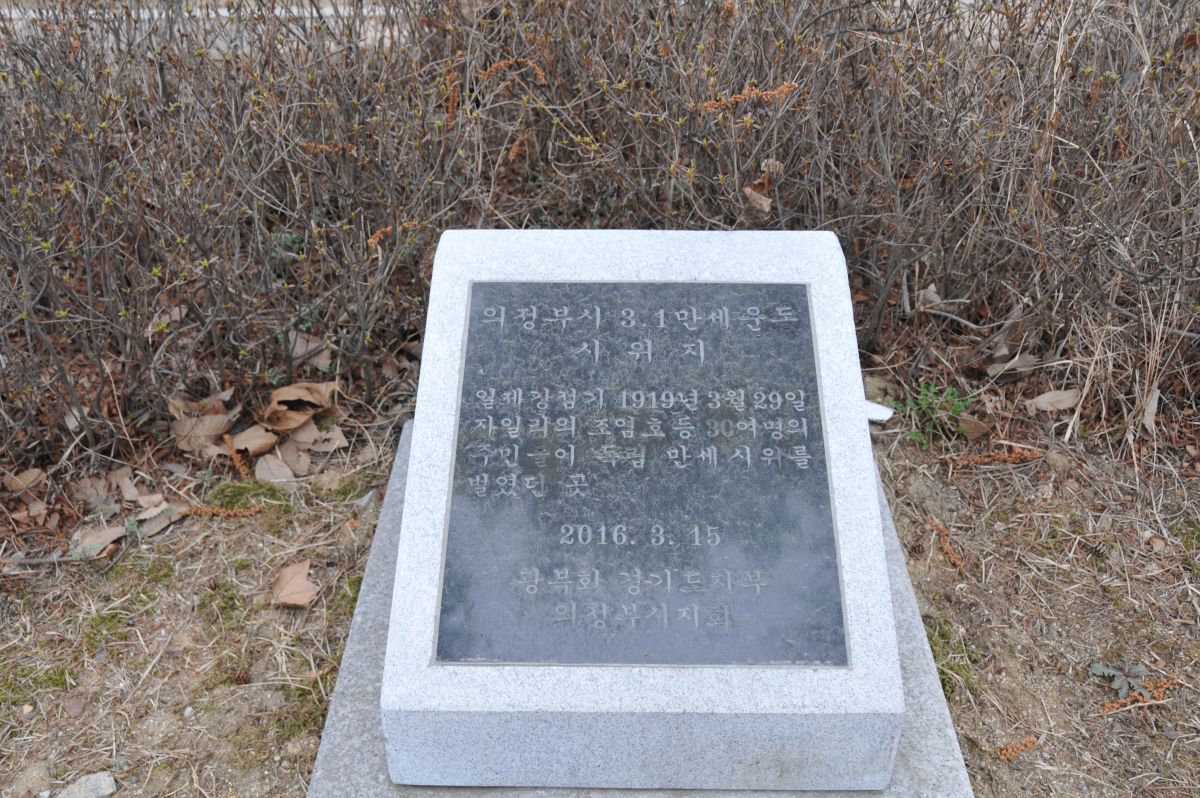 의정부시 3.1만세운동
시 위 지
일제강점기 1919년 3월 29일
자일리의 조염호등 30여명의
주민들이 독립 만세시위를
벌였던 곳
2016. 3. 15
광복회 경기도지부
의정부시지회